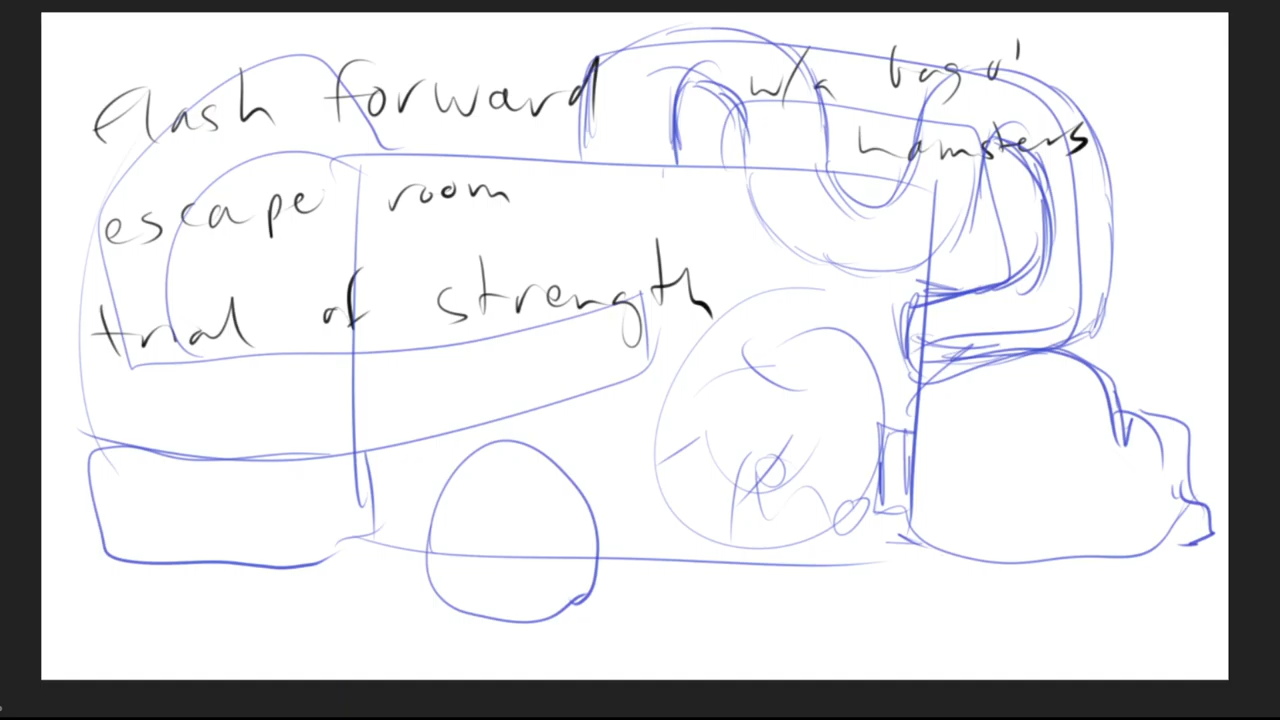 flash forward w/a bag o'
hamsters
escape room
trial of strength